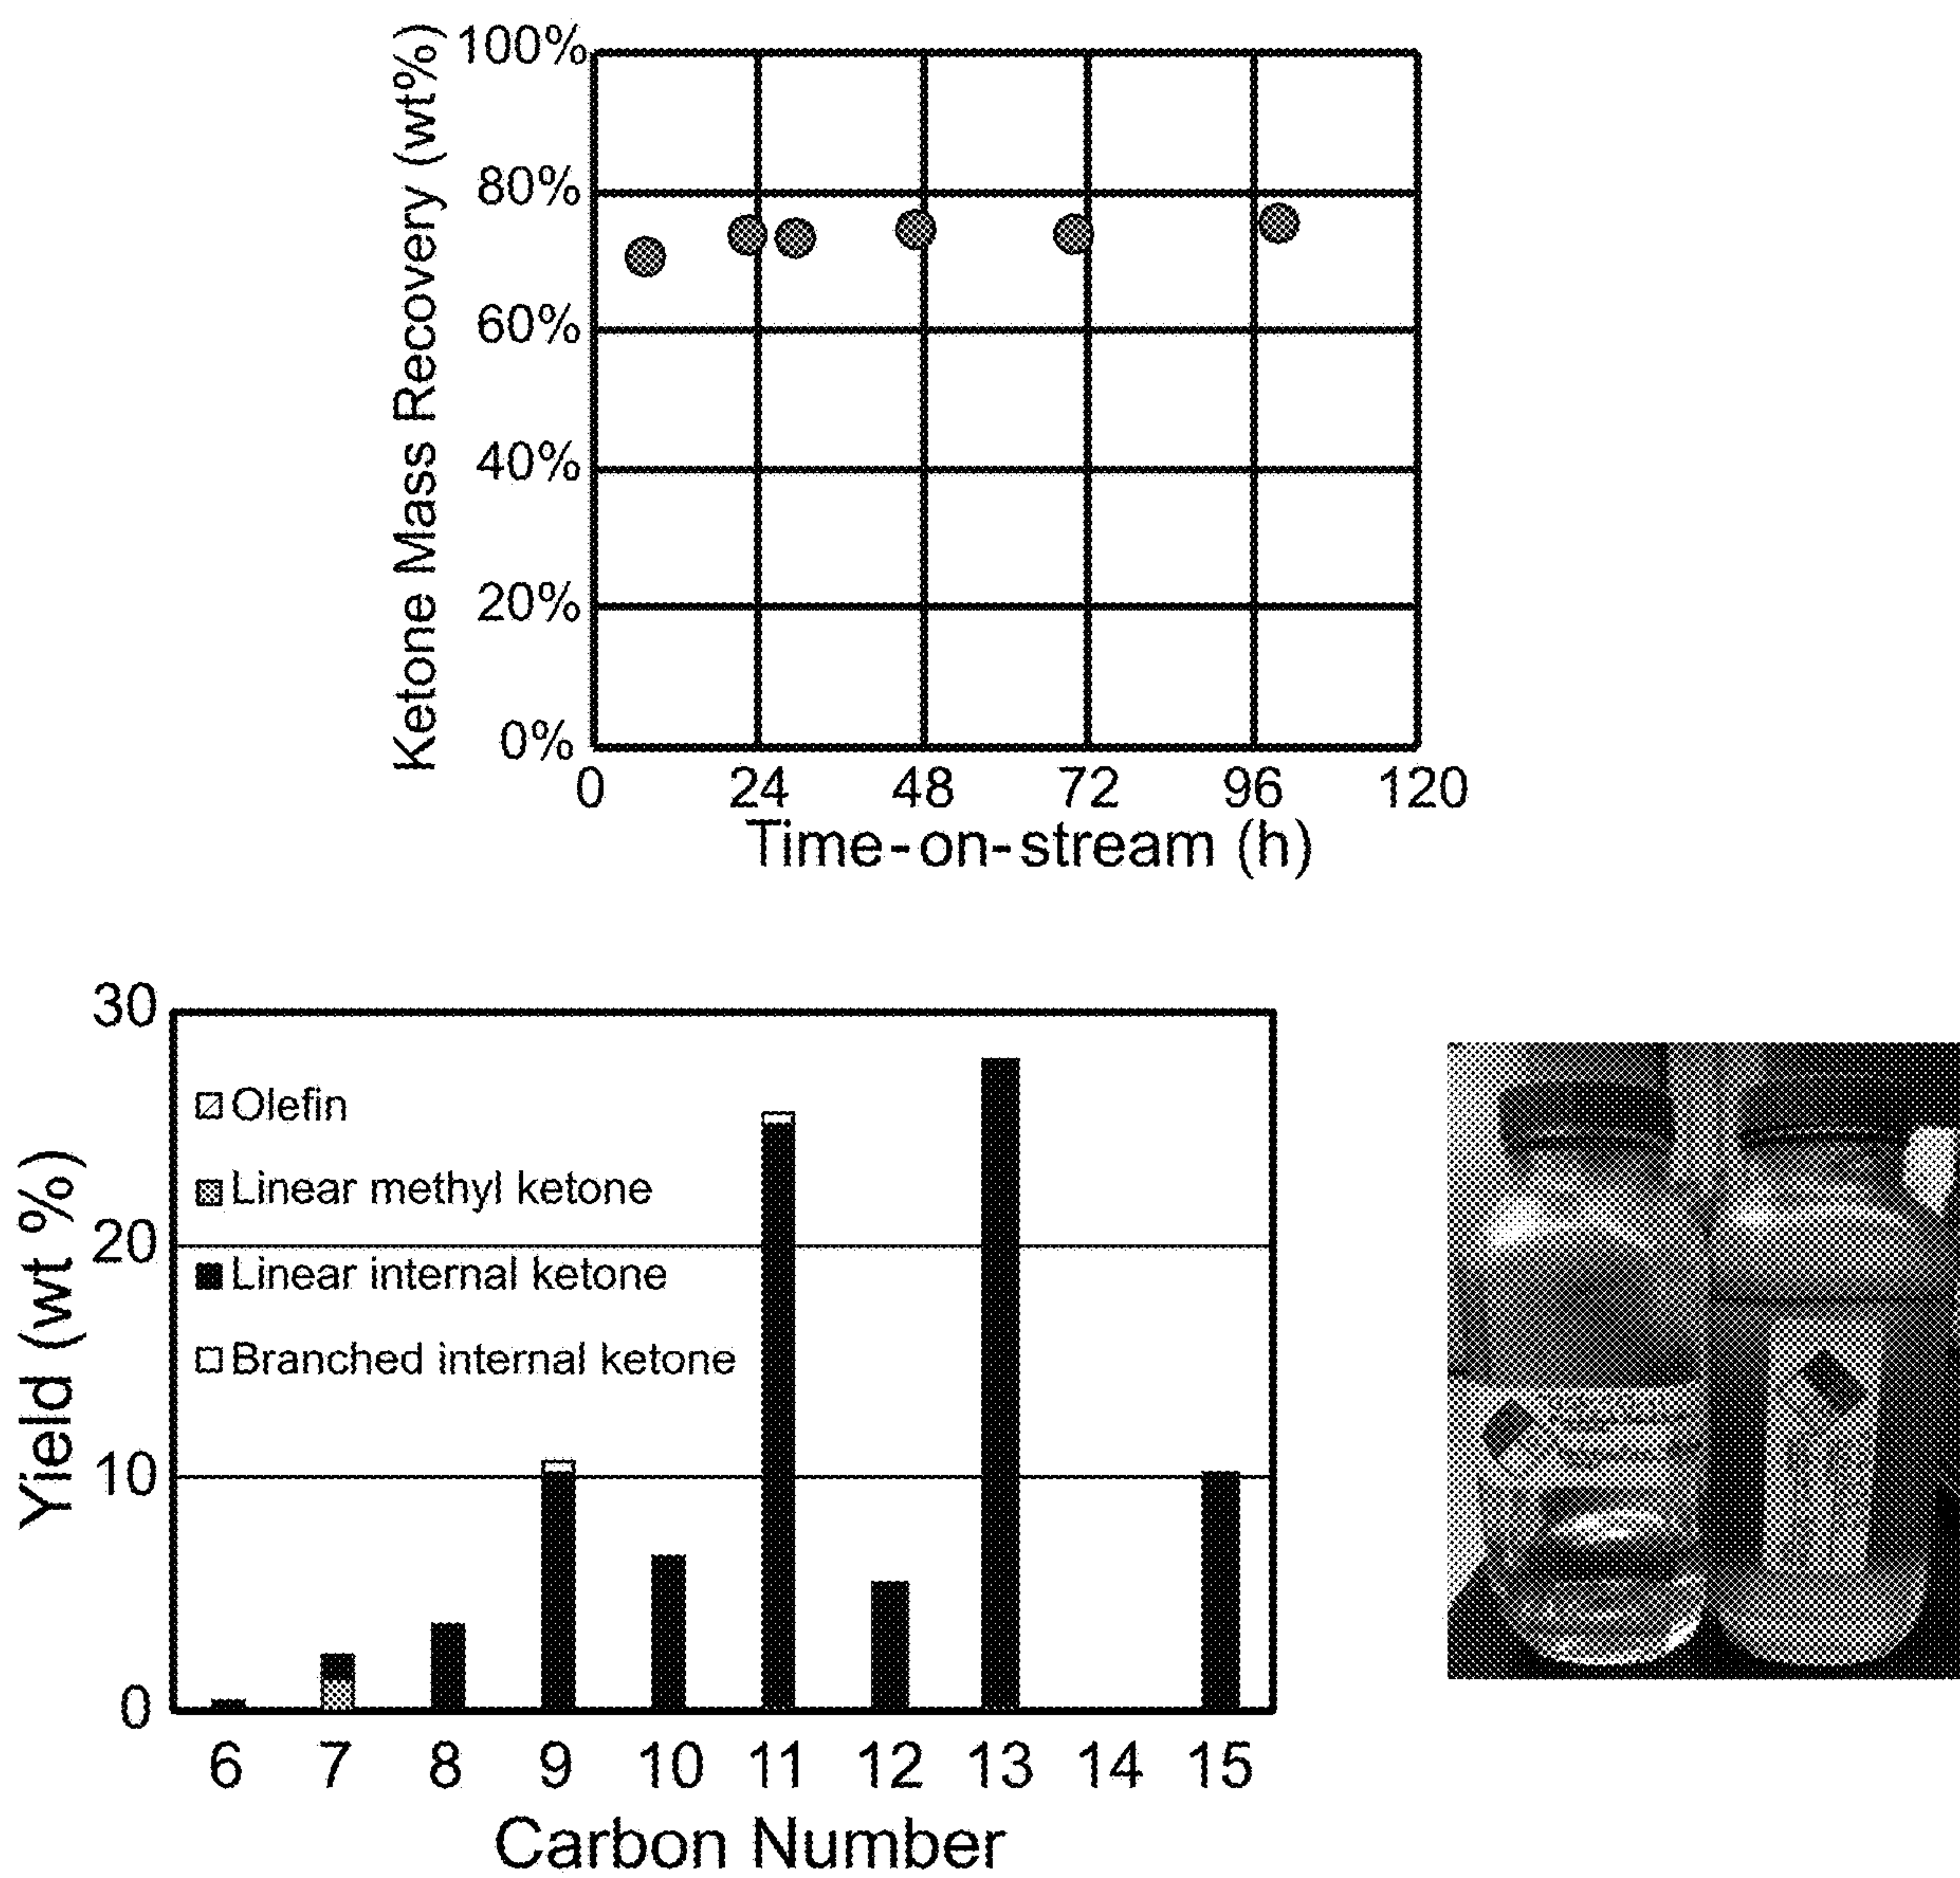 Ketone Mass Recovery (wt%)
100%
80%
60%
40%
20%
0%
0 24 48 72 96 120
Time-on-stream (h)
Yield (wt %)
30
20
10
0
Olefin
Linear methyl ketone
Linear internal ketone
Branched internal ketone
6 7 8 9 10 11 12 13 14 15
Carbon Number